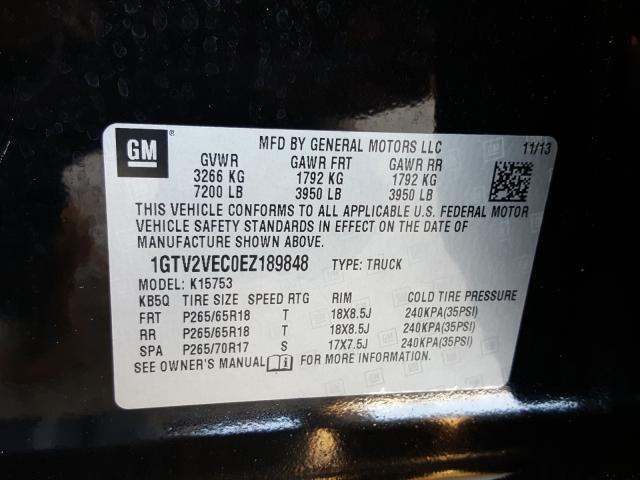 GM ®
MFD BY GENERAL MOTORS LLC 11/13
GVWR GAWR FRT GAWR RR
3266 KG 1792 KG 1792 KG
7200 LB 3950 LB 3950 LB
THIS VEHICLE CONFORMS TO ALL APPLICABLE U.S. FEDERAL MOTOR
VEHICLE SAFETY STANDARDS IN EFFECT ON THE DATE OF
MANUFACTURE SHOWN ABOVE.
1GTV2VEC0EZ189848 TYPE: TRUCK
MODEL: K15753
KB5Q TIRE SIZE SPEED RTG RIM COLD TIRE PRESSURE
FRT P265/65R18 T 18X8.5J 240KPA(35PSI)
RR P265/65R18 T 18X8.5J 240KPA(35PSI)
SPA P265/70R17 S 17X7.5J 240KPA(35PSI)
SEE OWNER'S MANUAL i FOR MORE INFORMATION.